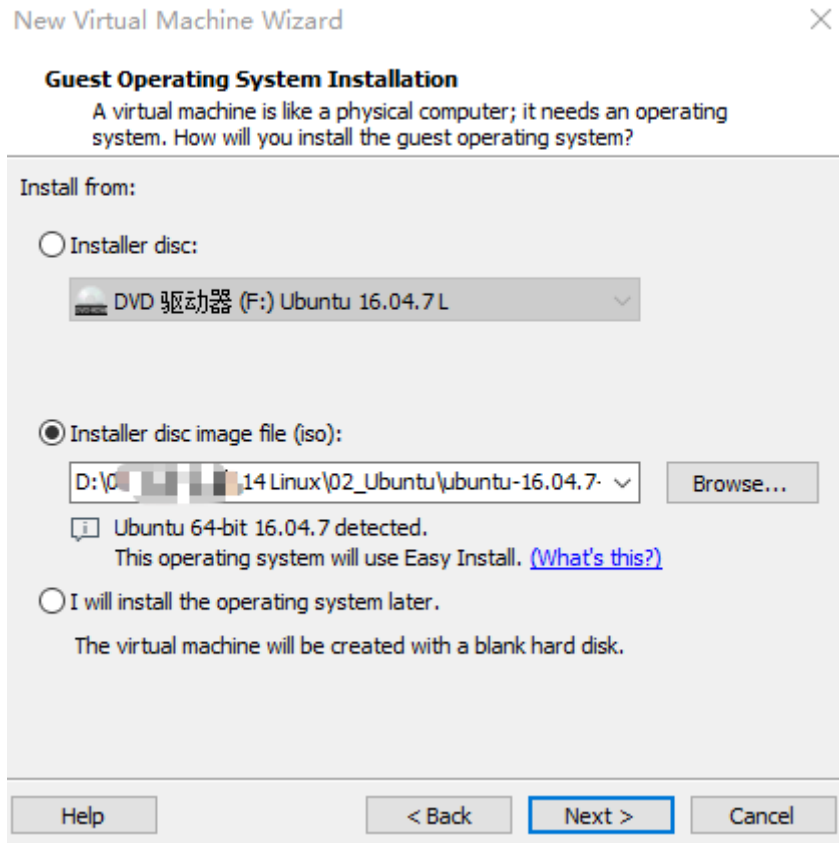 New Virtual Machine Wizard
Guest Operating System Installation
A virtual machine is like a physical computer; it needs an operating
system. How will you install the guest operating system?
Install from:
Installer disc:
DVD 驱动器 (F:) Ubuntu 16.04.7 L
Installer disc image file (iso):
D:\0 14 Linux\02_Ubuntu\ubuntu-16.04.7-
Browse...
Ubuntu 64-bit 16.04.7 detected.
This operating system will use Easy Install. (What's this?)
I will install the operating system later.
The virtual machine will be created with a blank hard disk.
Help
< Back
Next >
Cancel